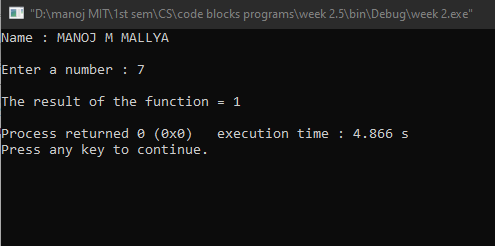 "D:\manoj MIT\1st sem\CS\code blocks programs\week 2.5\bin\Debug\week 2.exe"
Name : MANOJ M MALLYA
Enter a number : 7
The result of the function = 1
Process returned 0 (0x0)   execution time : 4.866 s
Press any key to continue.